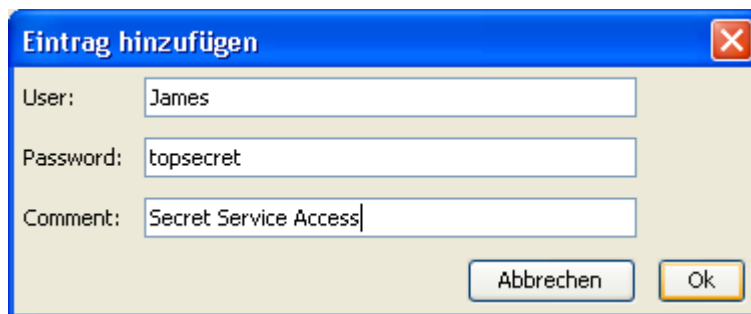 Eintrag hinzufügen
User: James
Password: topsecret
Comment: Secret Service Access
Abbrechen Ok